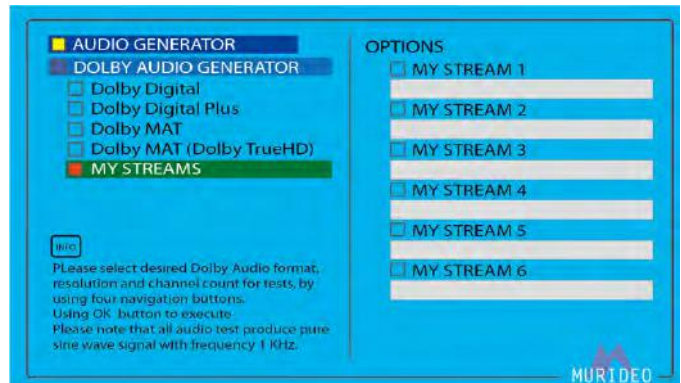 AUDIO GENERATOR
DOLBY AUDIO GENERATOR
Dolby Digital
Dolby Digital Plus
Dolby MAT
Dolby MAT (Dolby TrueHD)
MY STREAMS
INFO
PLease select desired Dolby Audio format,
resolution and channel count for tests, by
using four navigation buttons.
Using OK button to execute
Please note that all audio test produce pure
sine wave signal with frequency 1 KHz.
OPTIONS
MY STREAM 1
MY STREAM 2
MY STREAM 3
MY STREAM 4
MY STREAM 5
MY STREAM 6
MURIDEO